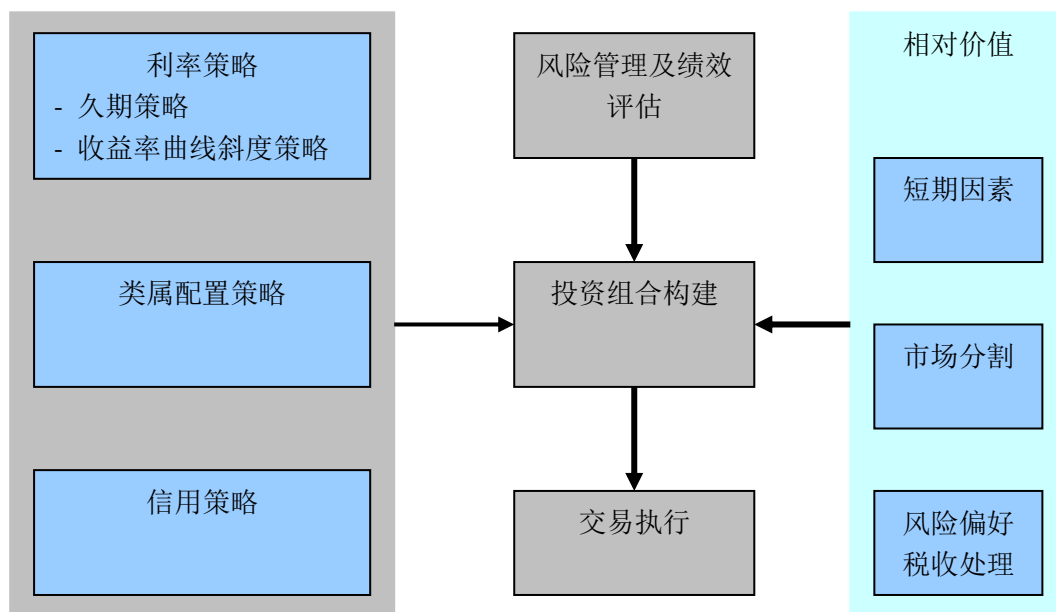 利率策略
- 久期策略
- 收益率曲线斜度策略
类属配置策略
信用策略
风险管理及绩效
评估
投资组合构建
交易执行
相对价值
短期因素
市场分割
风险偏好
税收处理